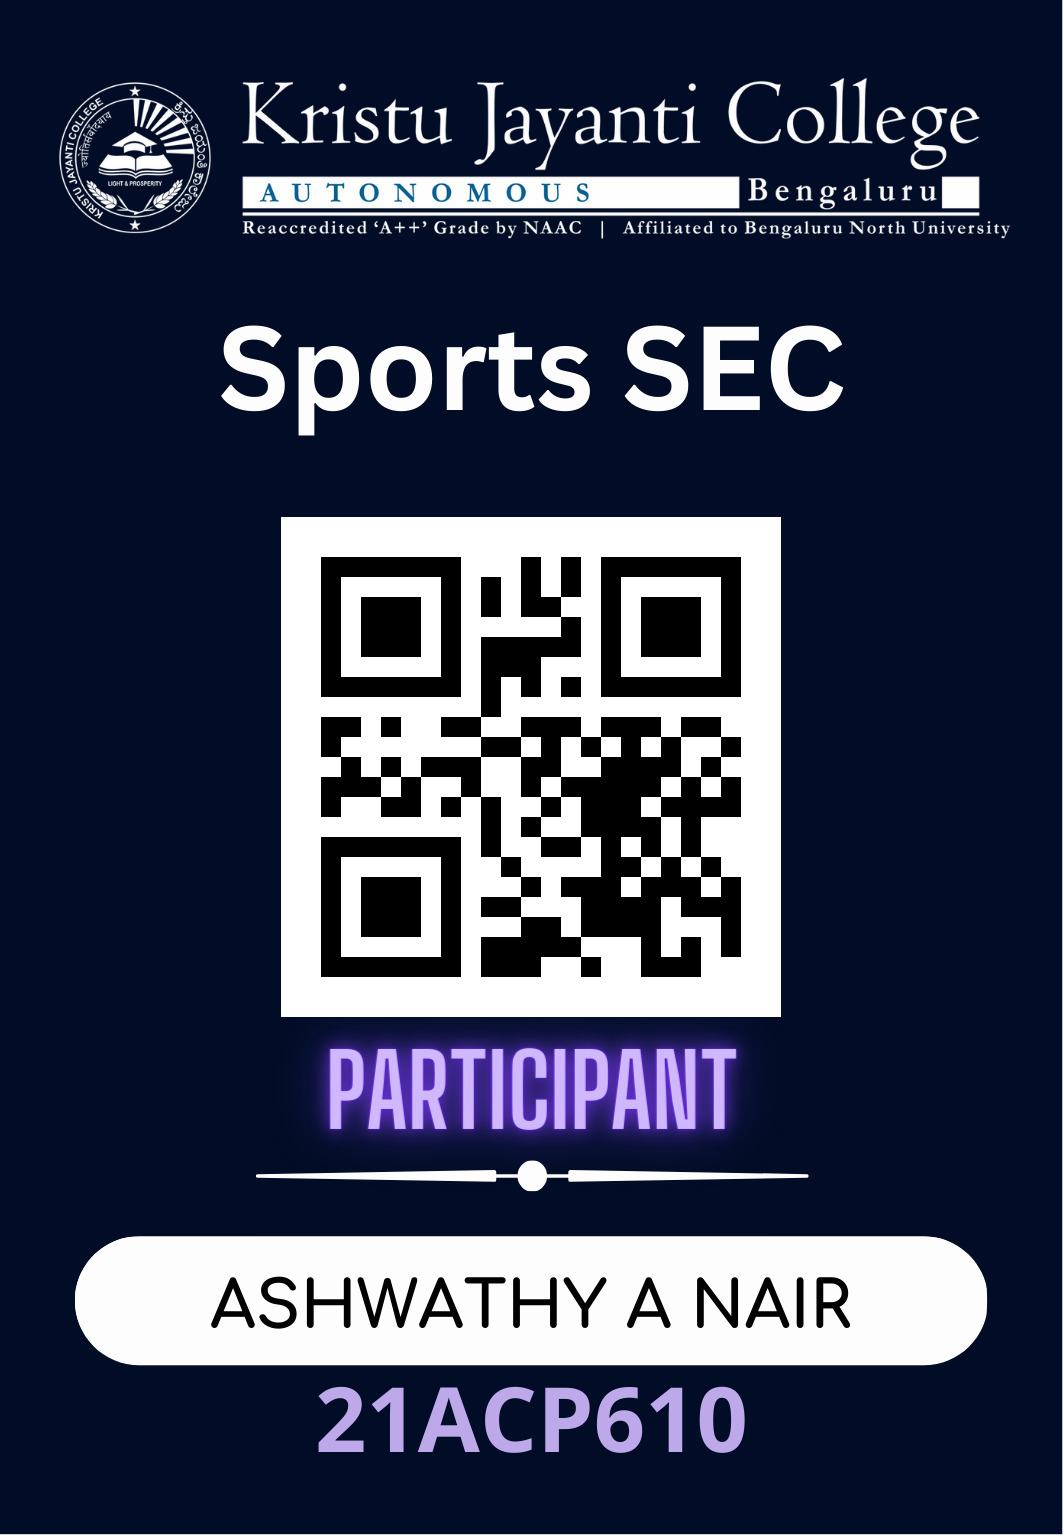 Kristu Jayanti College
AUTONOMOUS Bengaluru
Reaccredited ‘A++’ Grade by NAAC | Affiliated to Bengaluru North University
KRISTU JAYANTI COLLEGE
LIGHT & PROSPERITY
Sports SEC
PARTICIPANT
ASHWATHY A NAIR
21ACP610